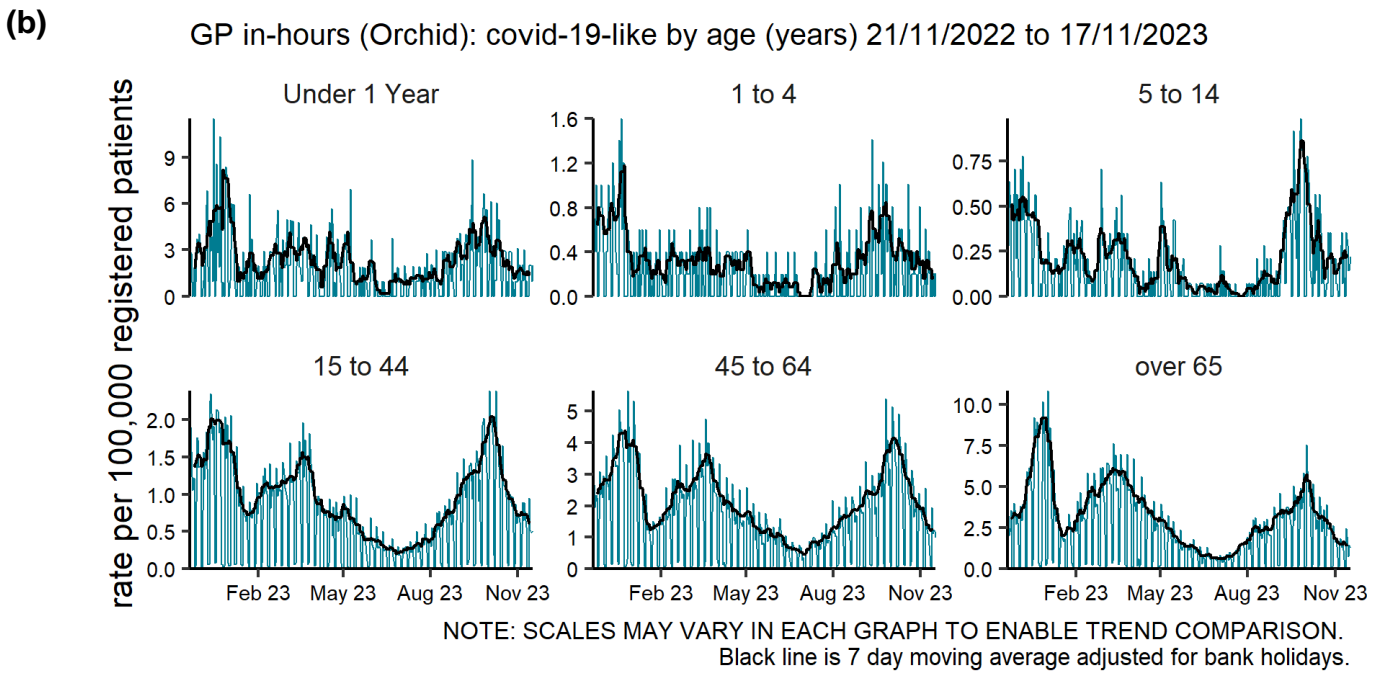 (b)
GP in-hours (Orchid): covid-19-like by age (years) 21/11/2022 to 17/11/2023
rate per 100,000 registered patients
Under 1 Year
9
6
3
0
1 to 4
1.6
1.2
0.8
0.4
0.0
5 to 14
0.75
0.50
0.25
0.00
15 to 44
2.0
1.5
1.0
0.5
0.0
Feb 23 May 23 Aug 23 Nov 23
45 to 64
5
4
3
2
1
0
Feb 23 May 23 Aug 23 Nov 23
over 65
10.0
7.5
5.0
2.5
0.0
Feb 23 May 23 Aug 23 Nov 23
NOTE: SCALES MAY VARY IN EACH GRAPH TO ENABLE TREND COMPARISON.
Black line is 7 day moving average adjusted for bank holidays.